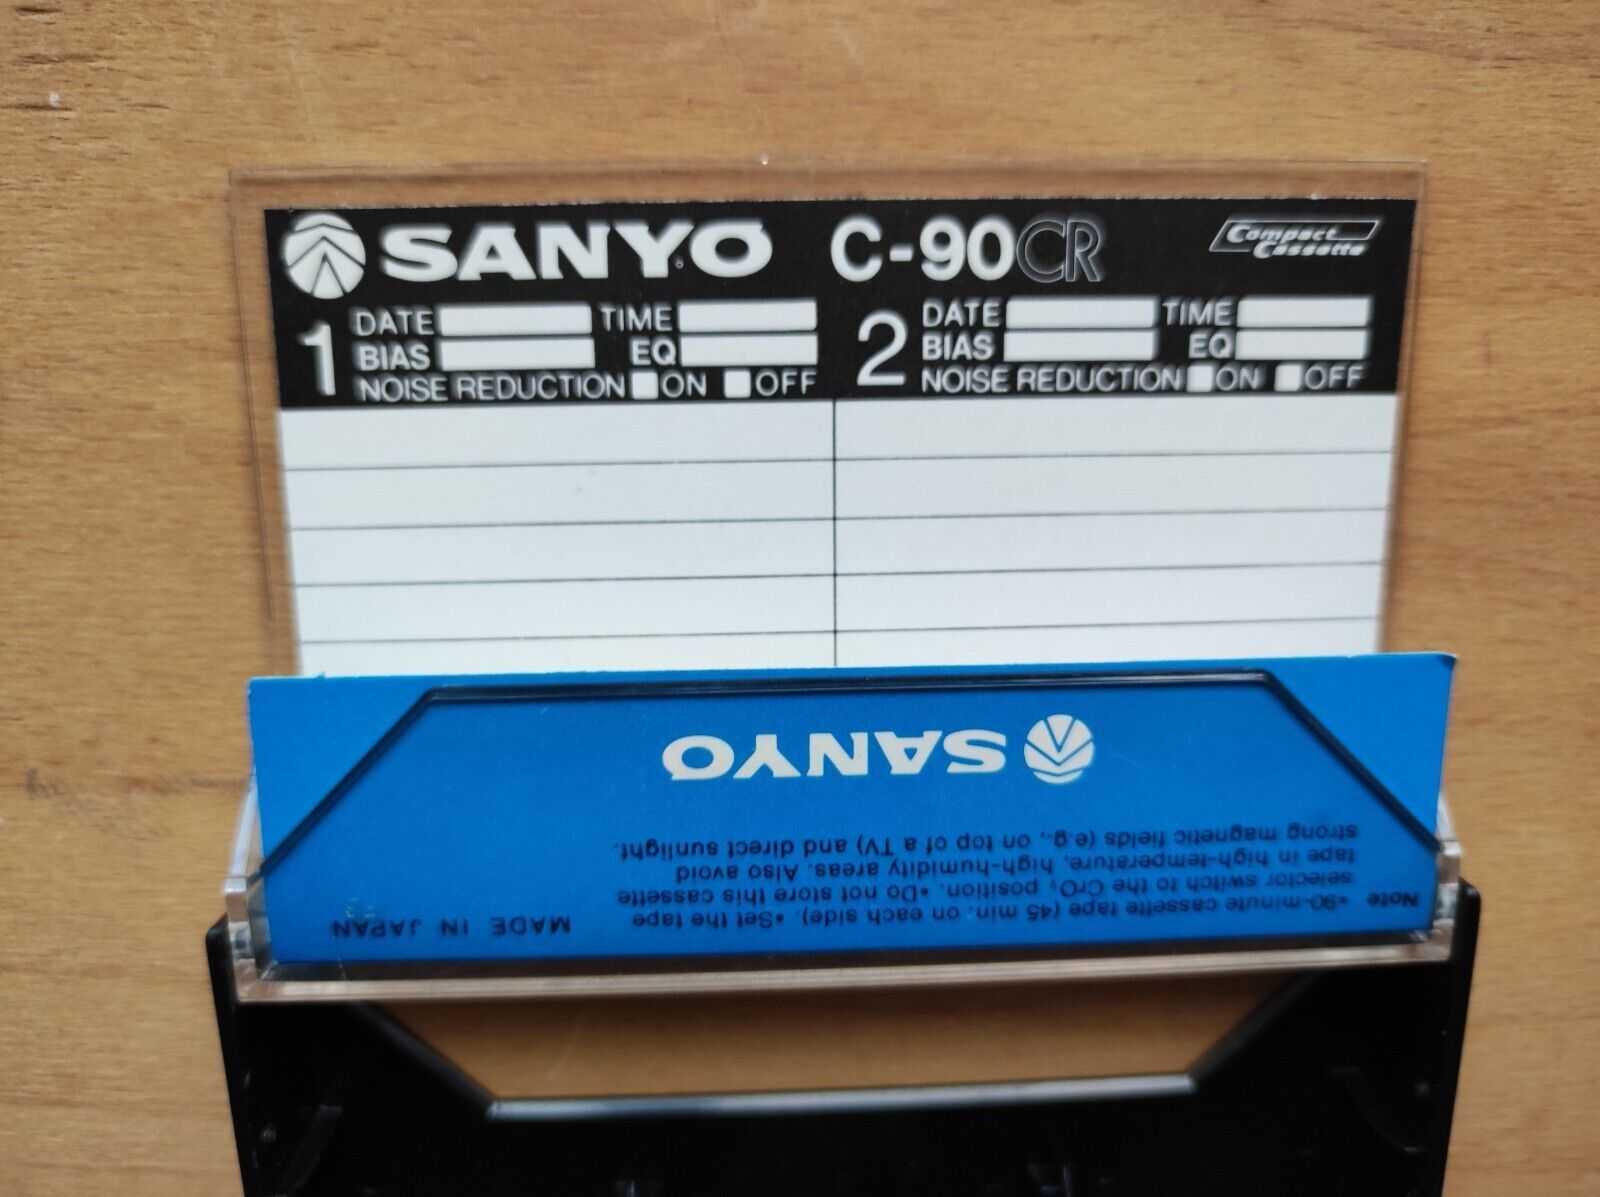 SANYO C-90CR Compact Cassette
1 DATE TIME 2 DATE TIME
BIAS EQ BIAS EQ
NOISE REDUCTION ON OFF NOISE REDUCTION ON OFF
SANYO
Note •90-minute cassette tape (45 min. on each side). •Set the tape
selector switch to the CrO₂ position. •Do not store this cassette
tape in high-temperature, high-humidity areas. Also avoid
strong magnetic fields (e.g., on top of a TV) and direct sunlight.
MADE IN JAPAN